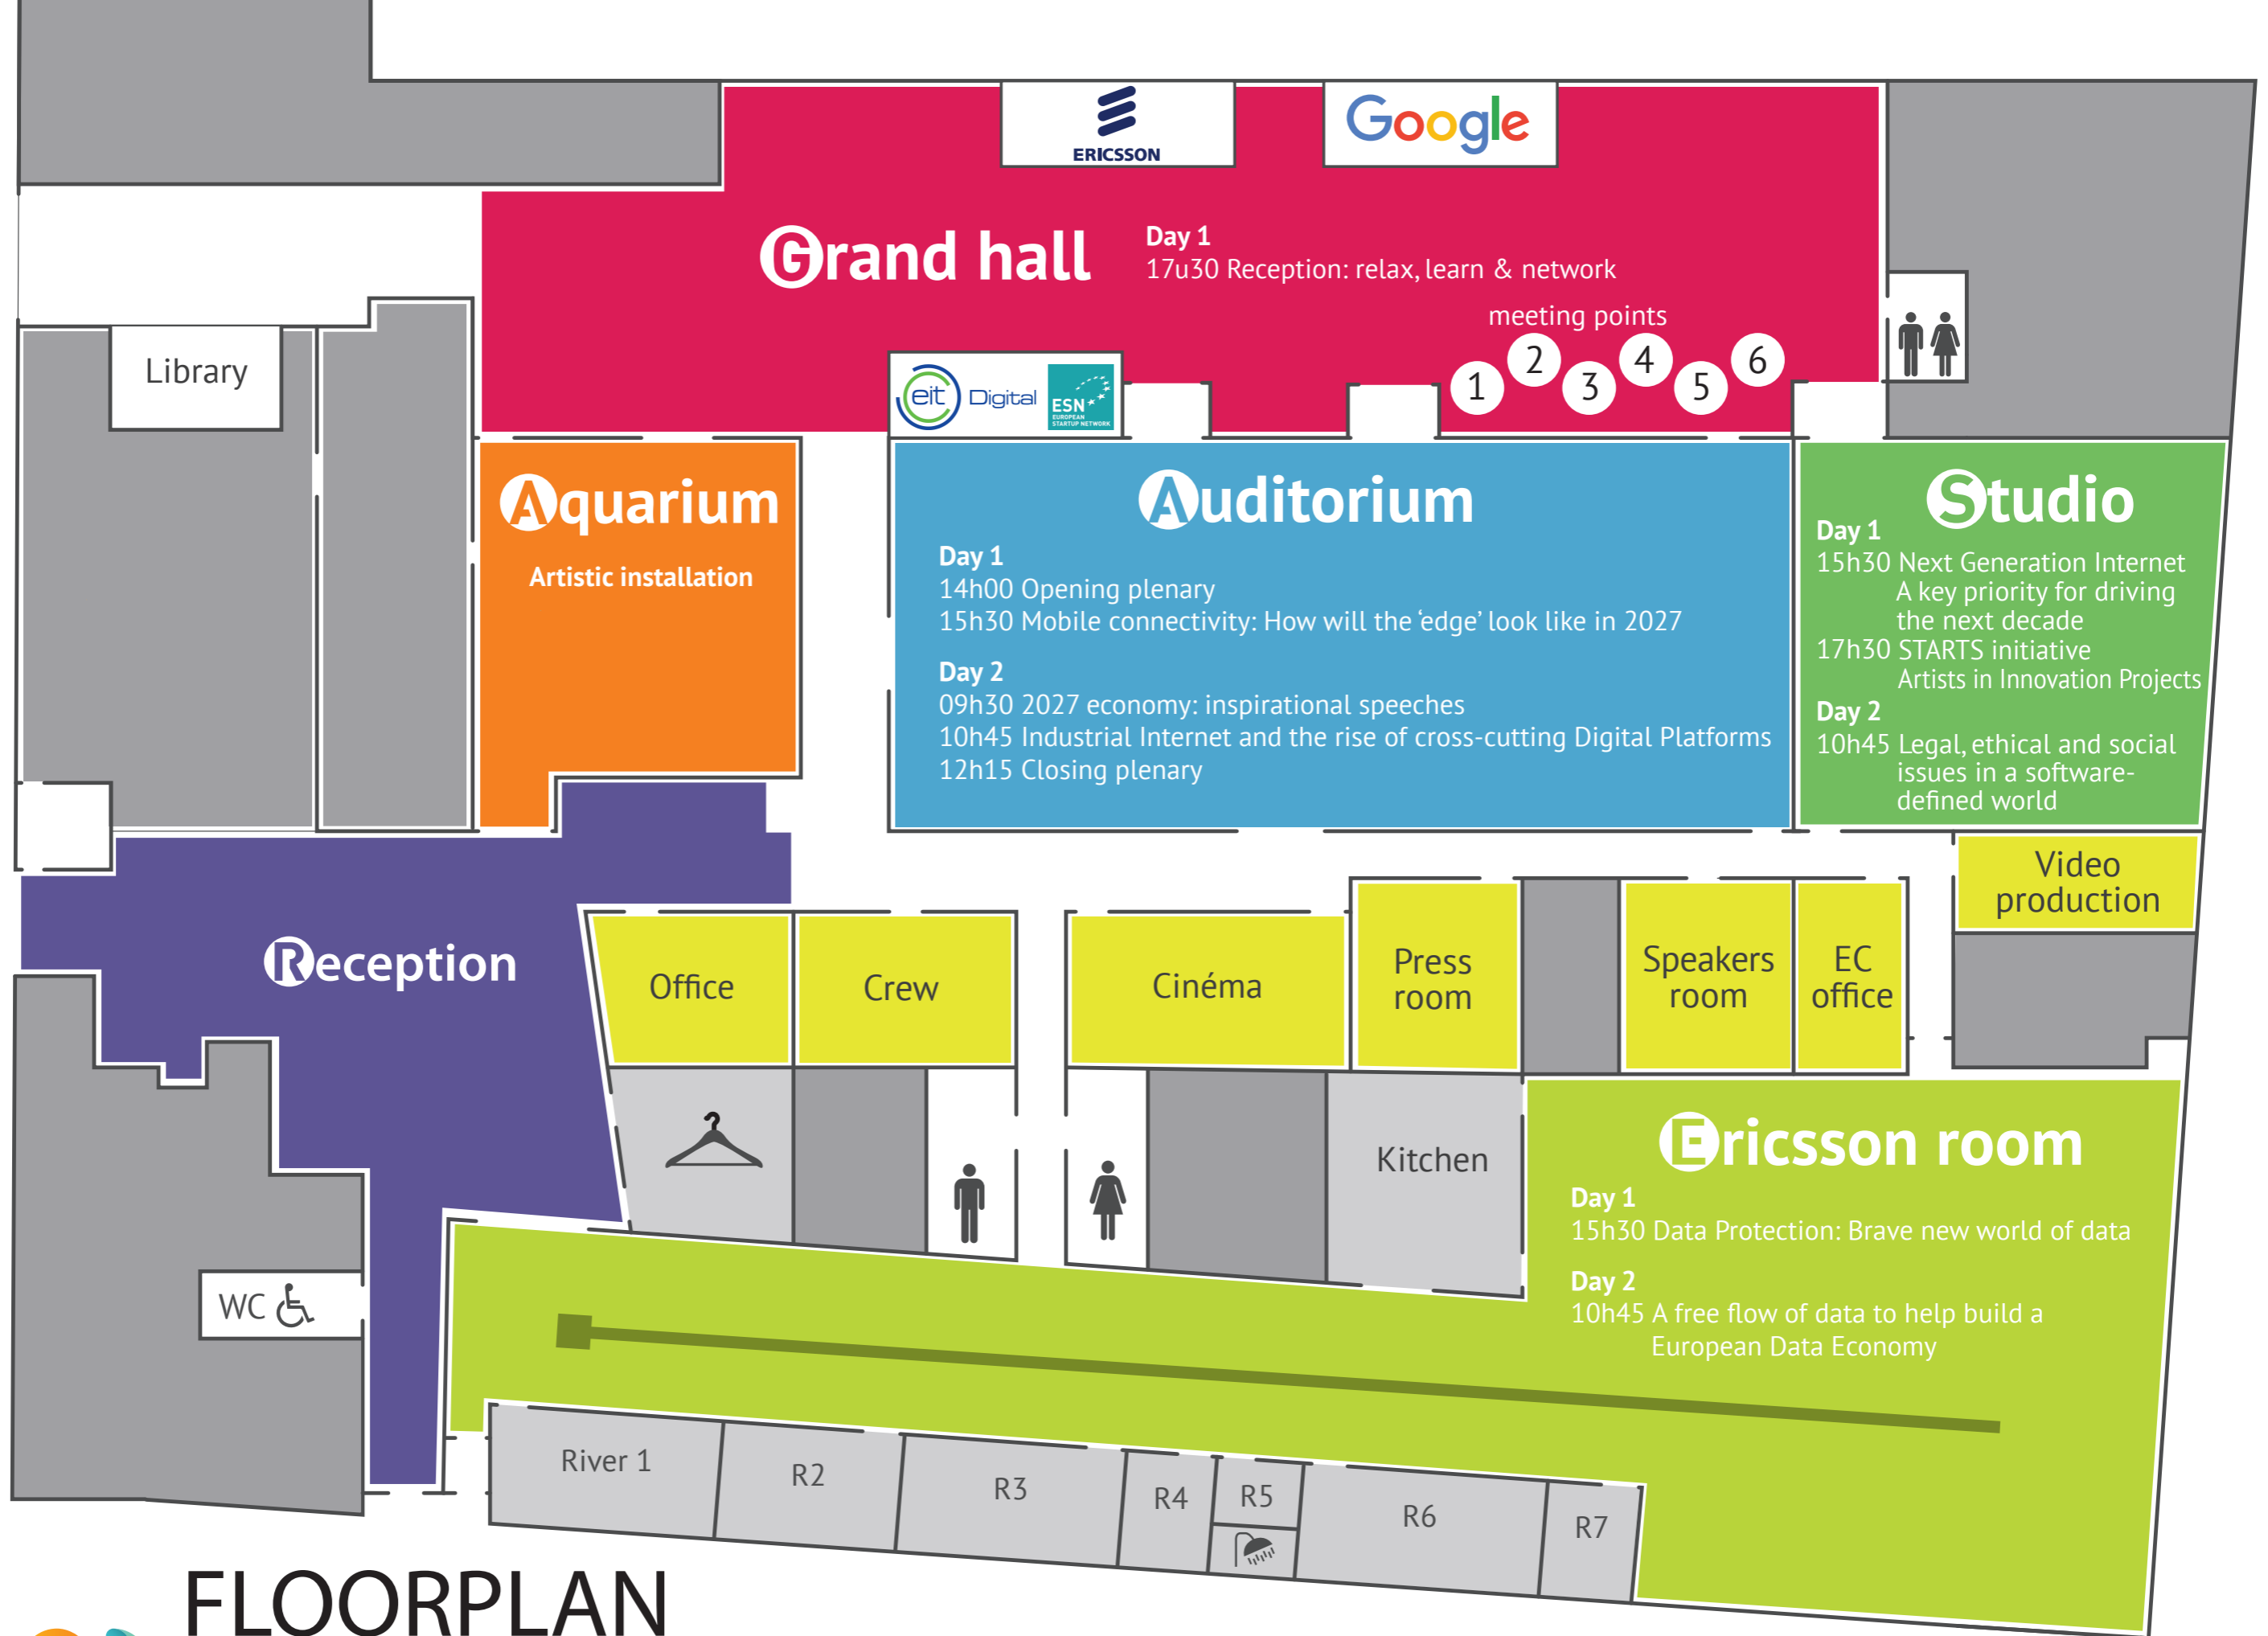 ERICSSON
Google
Grand hall
Day 1
17u30 Reception: relax, learn & network
meeting points
1
2
3
4
5
6
Library
eit Digital
ESN
EUROPEAN
STARTUP NETWORK
Aquarium
Artistic installation
Auditorium
Day 1
14h00 Opening plenary
15h30 Mobile connectivity: How will the ‘edge’ look like in 2027
Day 2
09h30 2027 economy: inspirational speeches
10h45 Industrial Internet and the rise of cross-cutting Digital Platforms
12h15 Closing plenary
Studio
Day 1
15h30 Next Generation Internet
A key priority for driving
the next decade
17h30 STARTS initiative
Artists in Innovation Projects
Day 2
10h45 Legal, ethical and social
issues in a software-
defined world
Video
production
Reception
Office
Crew
Cinéma
Press
room
Speakers
room
EC
office
Kitchen
Ericsson room
Day 1
15h30 Data Protection: Brave new world of data
Day 2
10h45 A free flow of data to help build a
European Data Economy
WC
River 1
R2
R3
R4
R5
R6
R7
FLOORPLAN